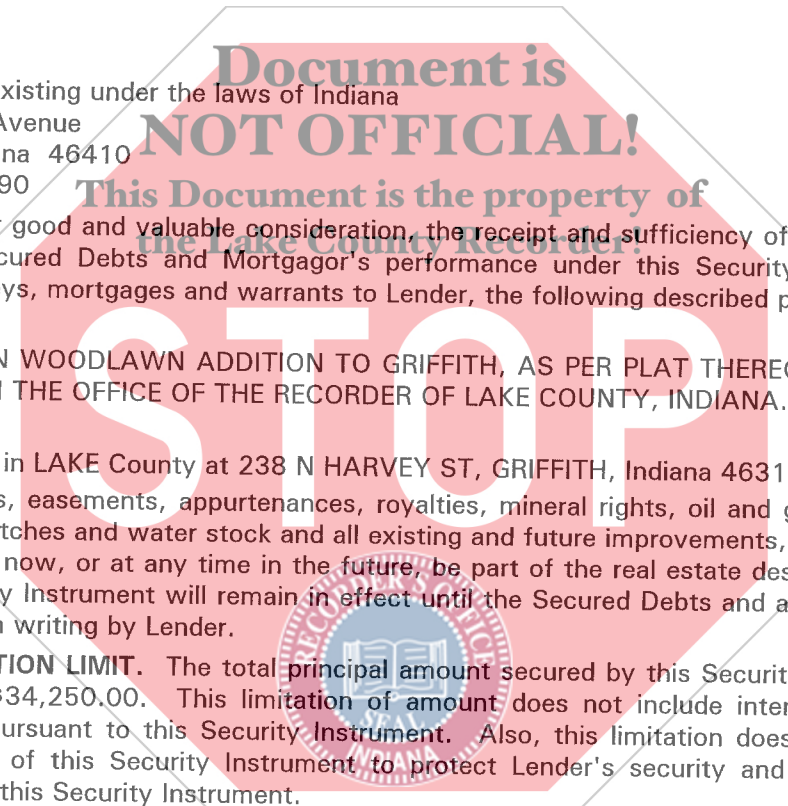 Document is
xisting under the laws of Indiana
Avenue
NOT OFFICIAL!
na 46410
90
This Document is the property of
r good and valuable consideration, the receipt and sufficiency of
the Lake County Recorder!
cured Debts and Mortgagor's performance under this Security
ys, mortgages and warrants to Lender, the following described p
STOP
N WOODLAWN ADDITION TO GRIFFITH, AS PER PLAT THEREO
THE OFFICE OF THE RECORDER OF LAKE COUNTY, INDIANA.
in LAKE County at 238 N HARVEY ST, GRIFFITH, Indiana 4631
s, easements, appurtenances, royalties, mineral rights, oil and g
tches and water stock and all existing and future improvements,
now, or at any time in the future, be part of the real estate des
y Instrument will remain in effect until the Secured Debts and a
n writing by Lender.
RECORDER'S OFFICE
SEAL
INDIANA
TION LIMIT. The total principal amount secured by this Securit
34,250.00. This limitation of amount does not include inter
ursuant to this Security Instrument. Also, this limitation does
of this Security Instrument to protect Lender's security and
this Security Instrument.